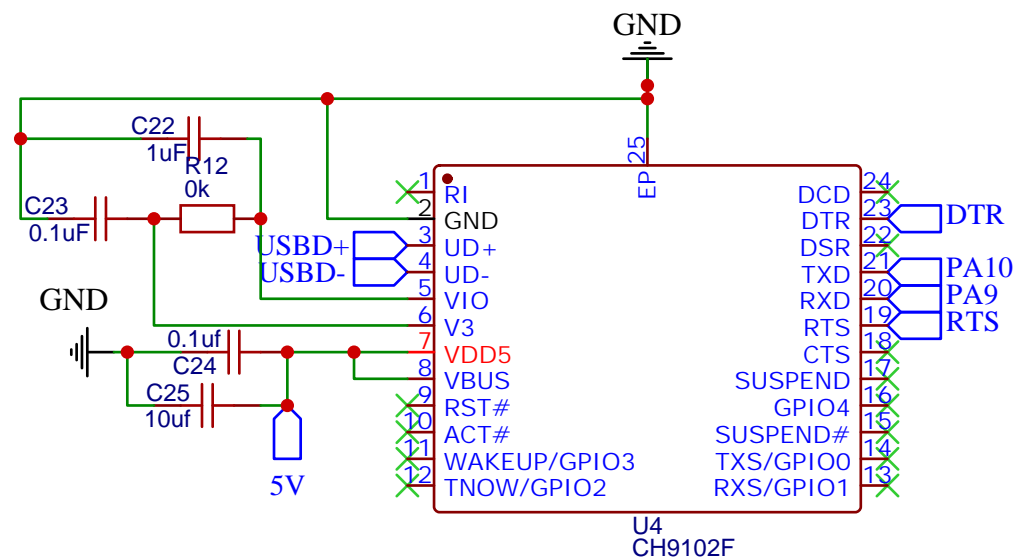 GND
C22
1uF
R12
0k
C23
0.1uF
25
EP
1
RI
DCD
24
2
GND
DTR
23
DTR
USBD+
3
UD+
DSR
22
USBD-
4
UD-
TXD
21
PA10
5
VIO
RXD
20
PA9
6
V3
RTS
19
RTS
GND
0.1uf
C24
7
VDD5
CTS
18
C25
10uf
8
VBUS
SUSPEND
17
9
RST#
GPIO4
16
10
ACT#
SUSPEND#
15
11
WAKEUP/GPIO3
TXS/GPIO0
14
5V
12
TNOW/GPIO2
RXS/GPIO1
13
U4
CH9102F